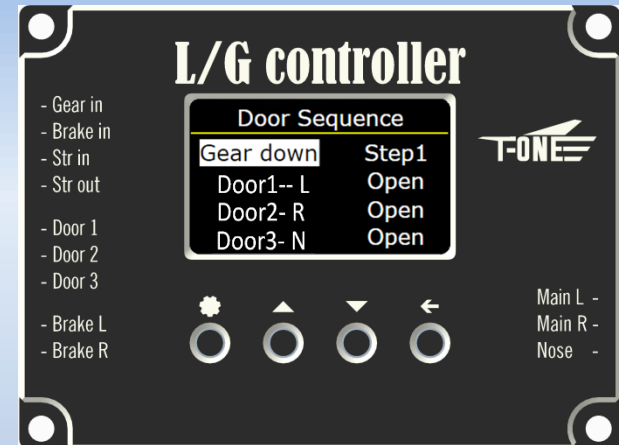 L/G controller
- Gear in
- Brake in
- Str in
- Str out
- Door 1
- Door 2
- Door 3
- Brake L
- Brake R
Door Sequence
Gear down Step1
Door1-- L Open
Door2- R Open
Door3- N Open
T-ONE
Main L -
Main R -
Nose -